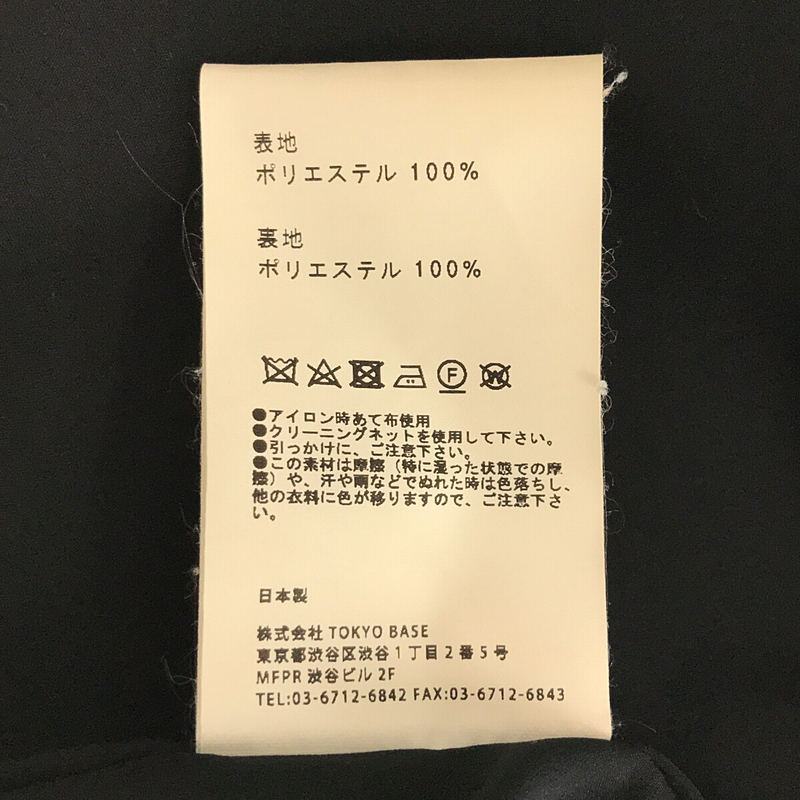 表地
ポリエステル 100%
裏地
ポリエステル 100%
F
W
●アイロン時あて布使用
●クリーニングネットを使用して下さい。
●引っかけに、ご注意下さい。
●この素材は摩擦（特に湿った状態での摩
擦）や、汗や雨などでぬれた時は色落ちし、
他の衣料に色が移りますので、ご注意下さ
い。
日本製
株式会社 TOKYO BASE
東京都渋谷区渋谷1丁目2番5号
MFPR 渋谷ビル 2F
TEL:03-6712-6842 FAX:03-6712-6843